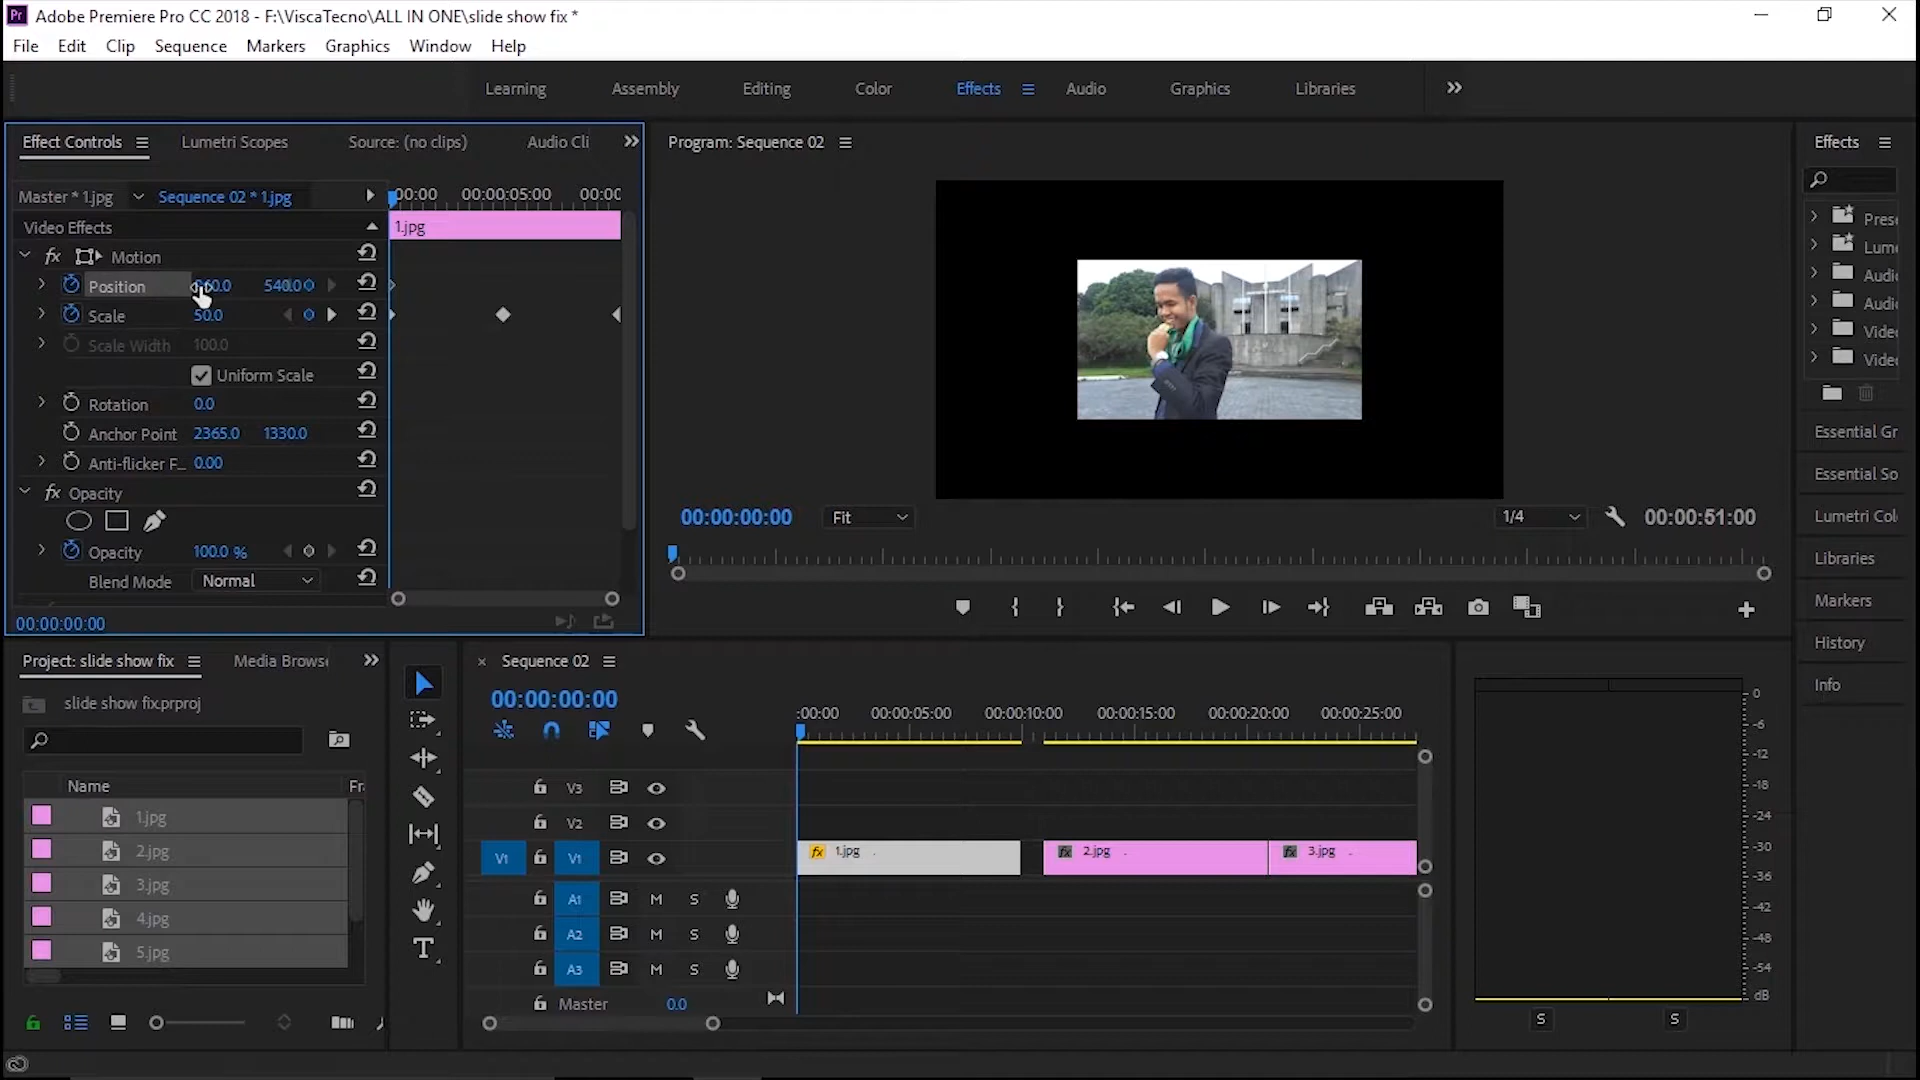 Adobe Premiere Pro CC 2018 - F:\ViscaTecno\ALL IN ONE\slide show fix *
File Edit Clip Sequence Markers Graphics Window Help
Learning Assembly Editing Color Effects Audio Graphics Libraries
Effect Controls Lumetri Scopes Source: (no clips) Audio Cli
Program: Sequence 02
Effects
Master * 1.jpg Sequence 02 * 1.jpg
:00:00 00:00:05:00 00:00
Video Effects
1.jpg
Motion
Position 540.0
Scale 50.0
Scale Width 100.0
Uniform Scale
Rotation 0.0
Anchor Point 2365.0 1330.0
Anti-flicker F... 0.00
fx Opacity
Opacity 100.0 %
Blend Mode Normal
00:00:00:00
00:00:00:00 Fit 1/4 00:00:51:00
Prese
Lume
Audio
Audio
Video
Video
Essential Gr
Essential So
Lumetri Col
Libraries
Markers
History
Info
Project: slide show fix Media Browse
slide show fix.prproj
Name Fr
1.jpg
2.jpg
3.jpg
4.jpg
5.jpg
× Sequence 02
00:00:00:00
:00:00 00:00:05:00 00:00:10:00 00:00:15:00 00:00:20:00 00:00:25:00
V3
V2
V1 V1 fx 1.jpg fx 2.jpg fx 3.jpg
A1 M S
A2 M S
A3 M S
Master 0.0
0
-6
-12
-18
-24
-30
-36
-42
-48
-54
dB
S S